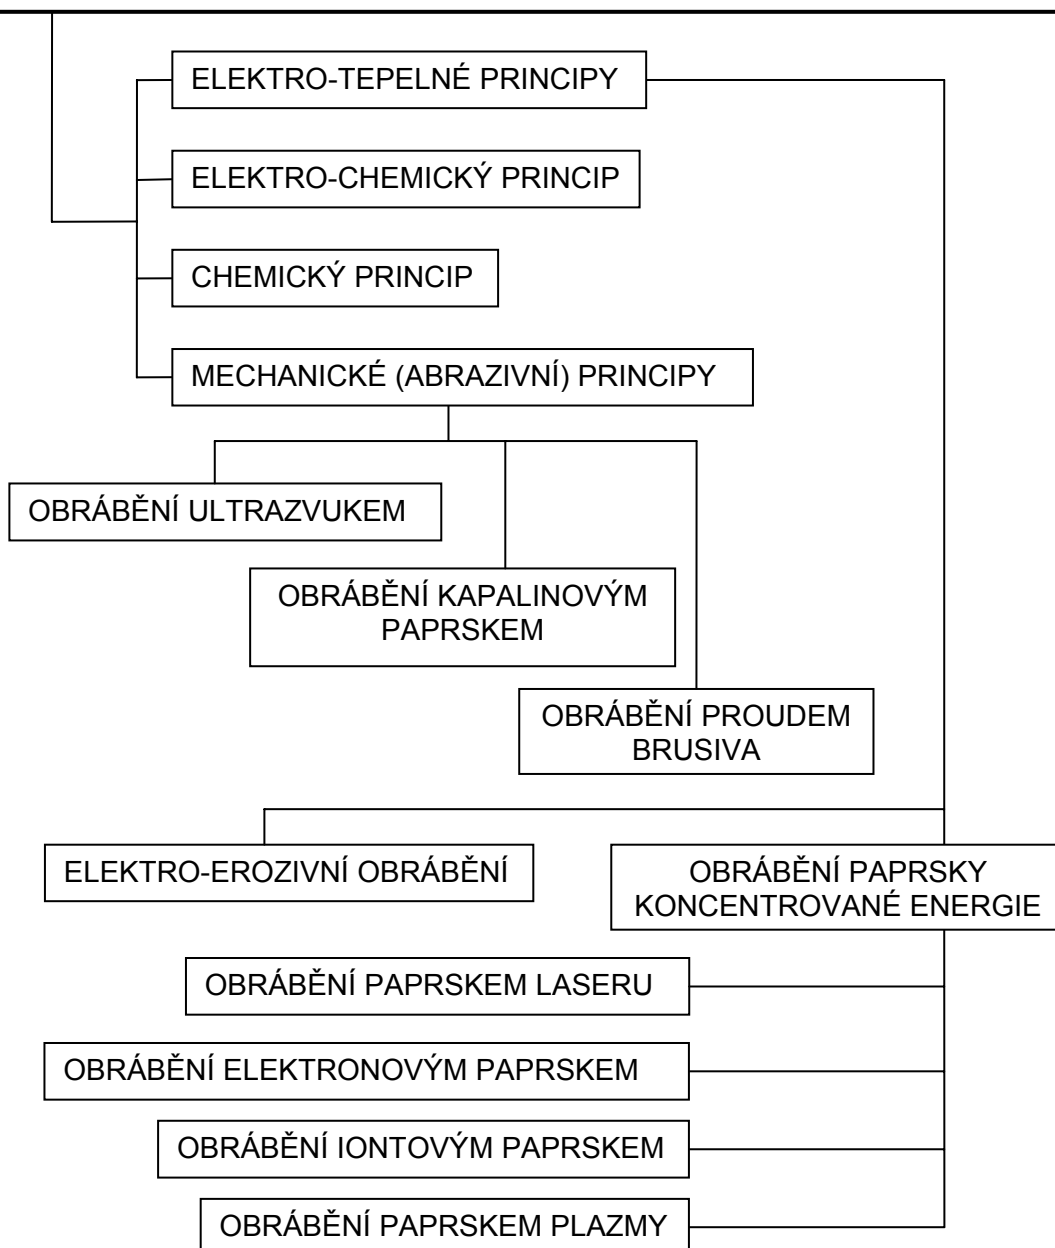 ELEKTRO-TEPELNÉ PRINCIPY
ELEKTRO-CHEMICKÝ PRINCIP
CHEMICKÝ PRINCIP
MECHANICKÉ (ABRAZIVNÍ) PRINCIPY
OBRÁBĚNÍ ULTRAZVUKEM
OBRÁBĚNÍ KAPALINOVÝM
PAPRSKEM
OBRÁBĚNÍ PROUDEM
BRUSIVA
ELEKTRO-EROZIVNÍ OBRÁBĚNÍ
OBRÁBĚNÍ PAPRSKY
KONCENTROVANÉ ENERGIE
OBRÁBĚNÍ PAPRSKEM LASERU
OBRÁBĚNÍ ELEKTRONOVÝM PAPRSKEM
OBRÁBĚNÍ IONTOVÝM PAPRSKEM
OBRÁBĚNÍ PAPRSKEM PLAZMY